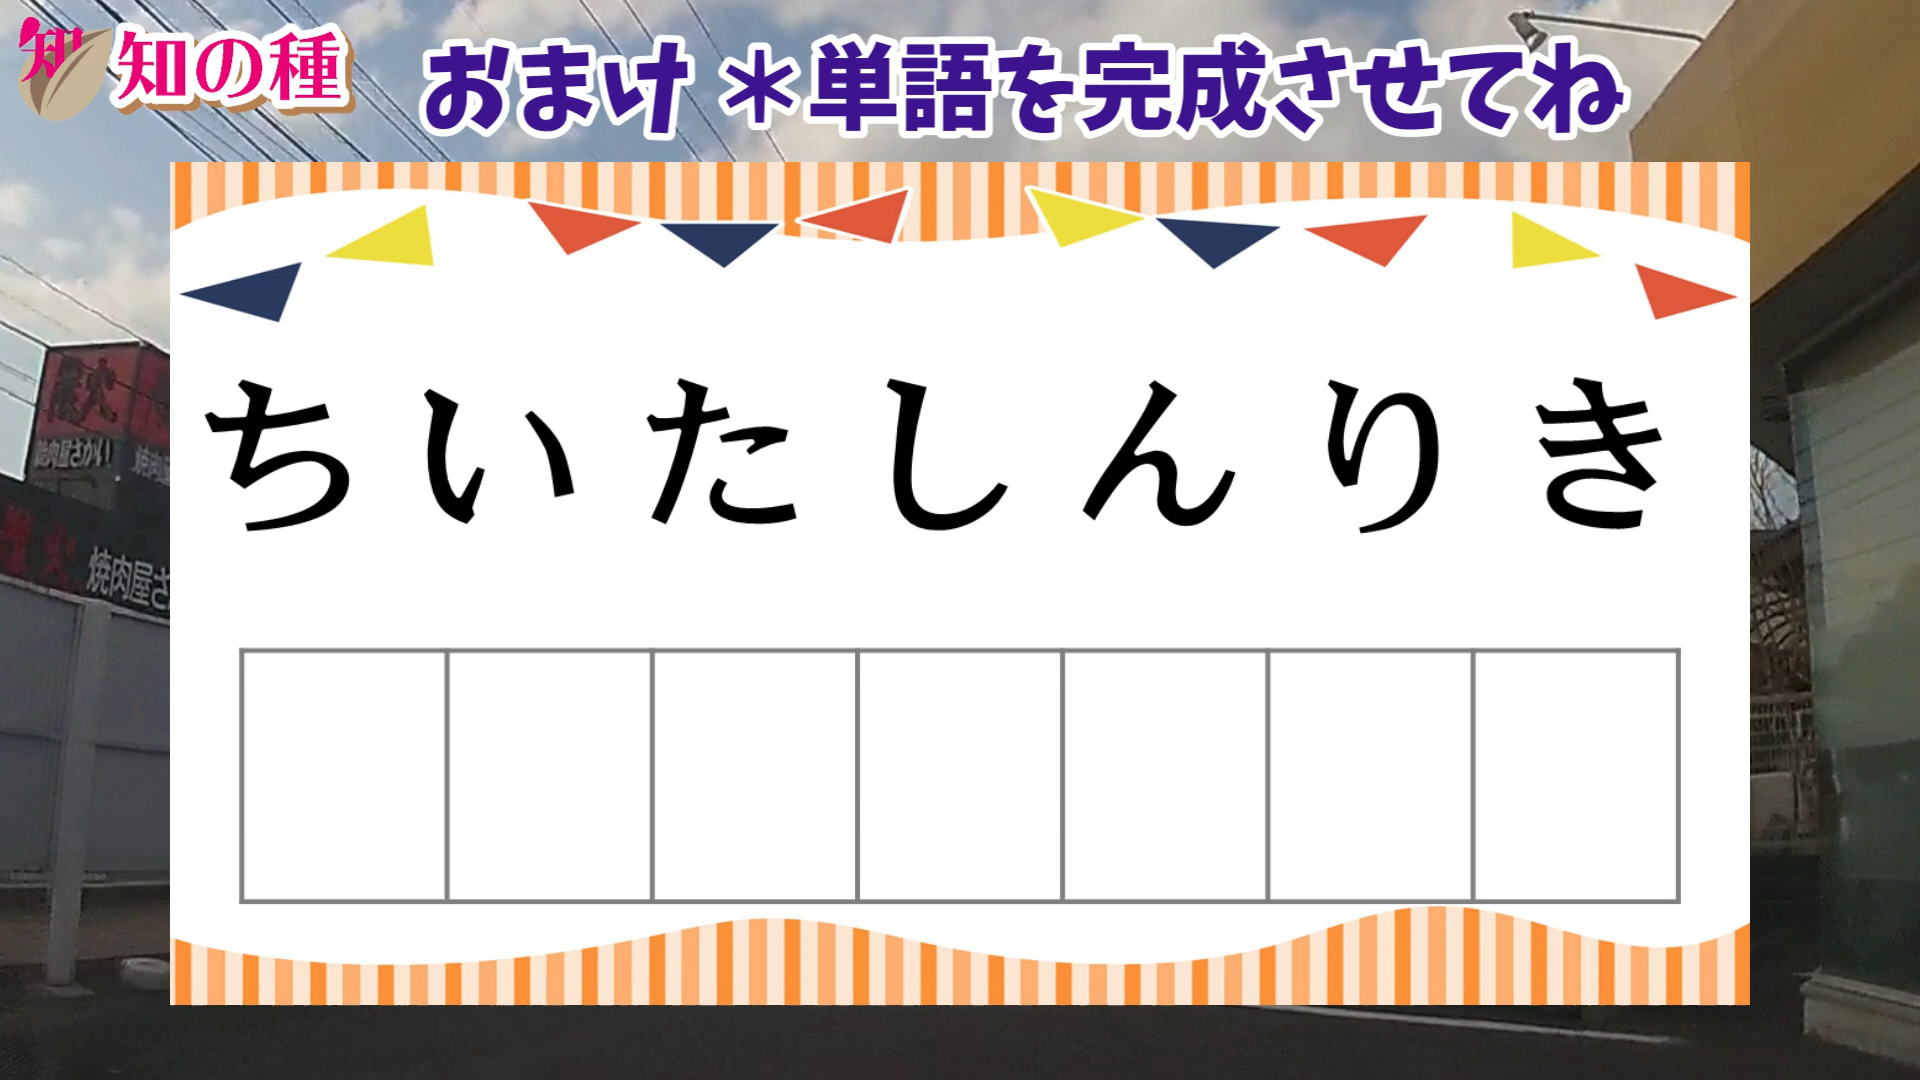 知 知の種
おまけ ＊単語を完成させてね
ちいたしんりき
焼肉屋さかい
焼肉屋さ